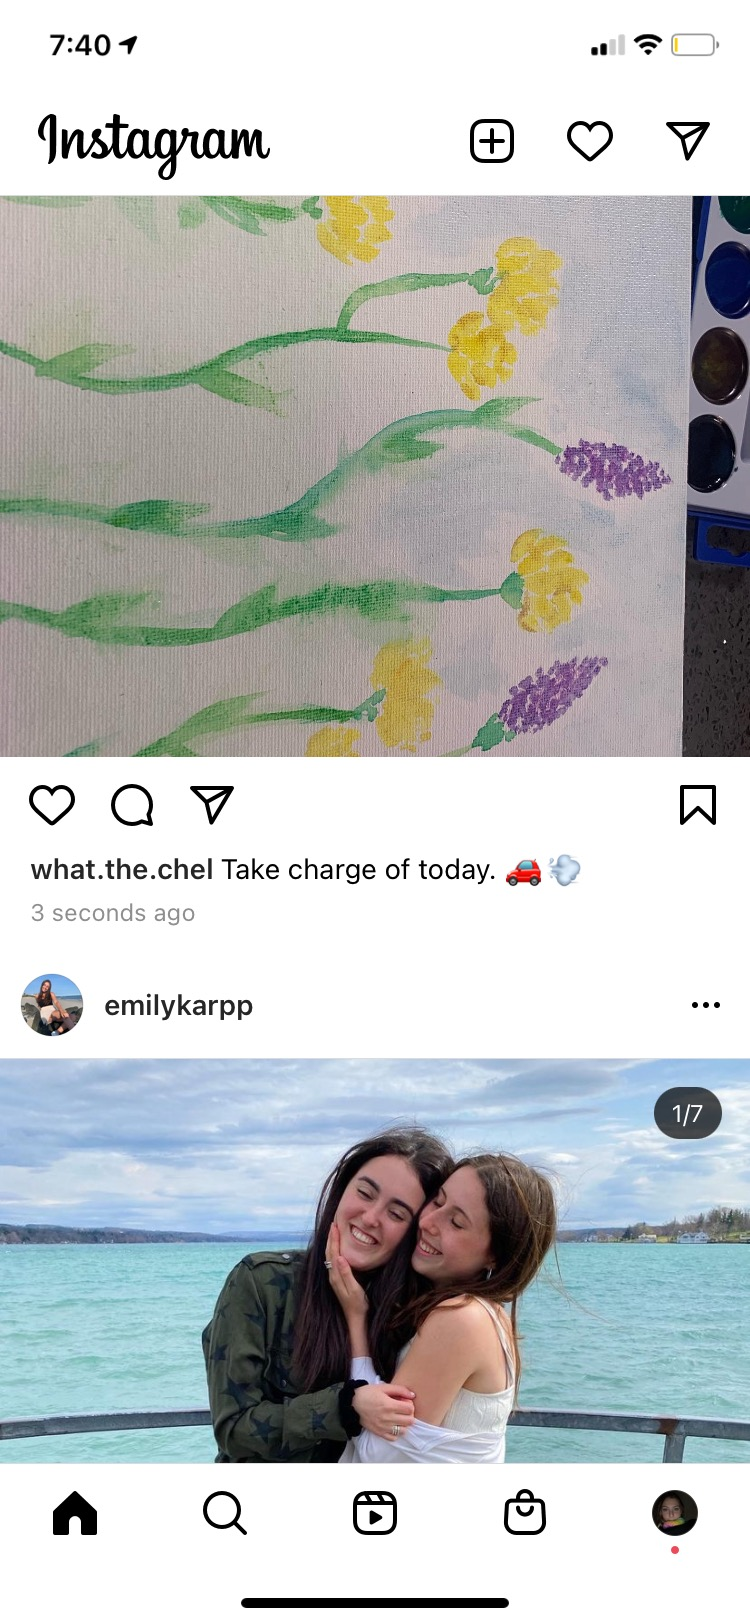 7:40
Instagram
what.the.chel Take charge of today. 🚗💨
3 seconds ago
emilykarpp
1/7